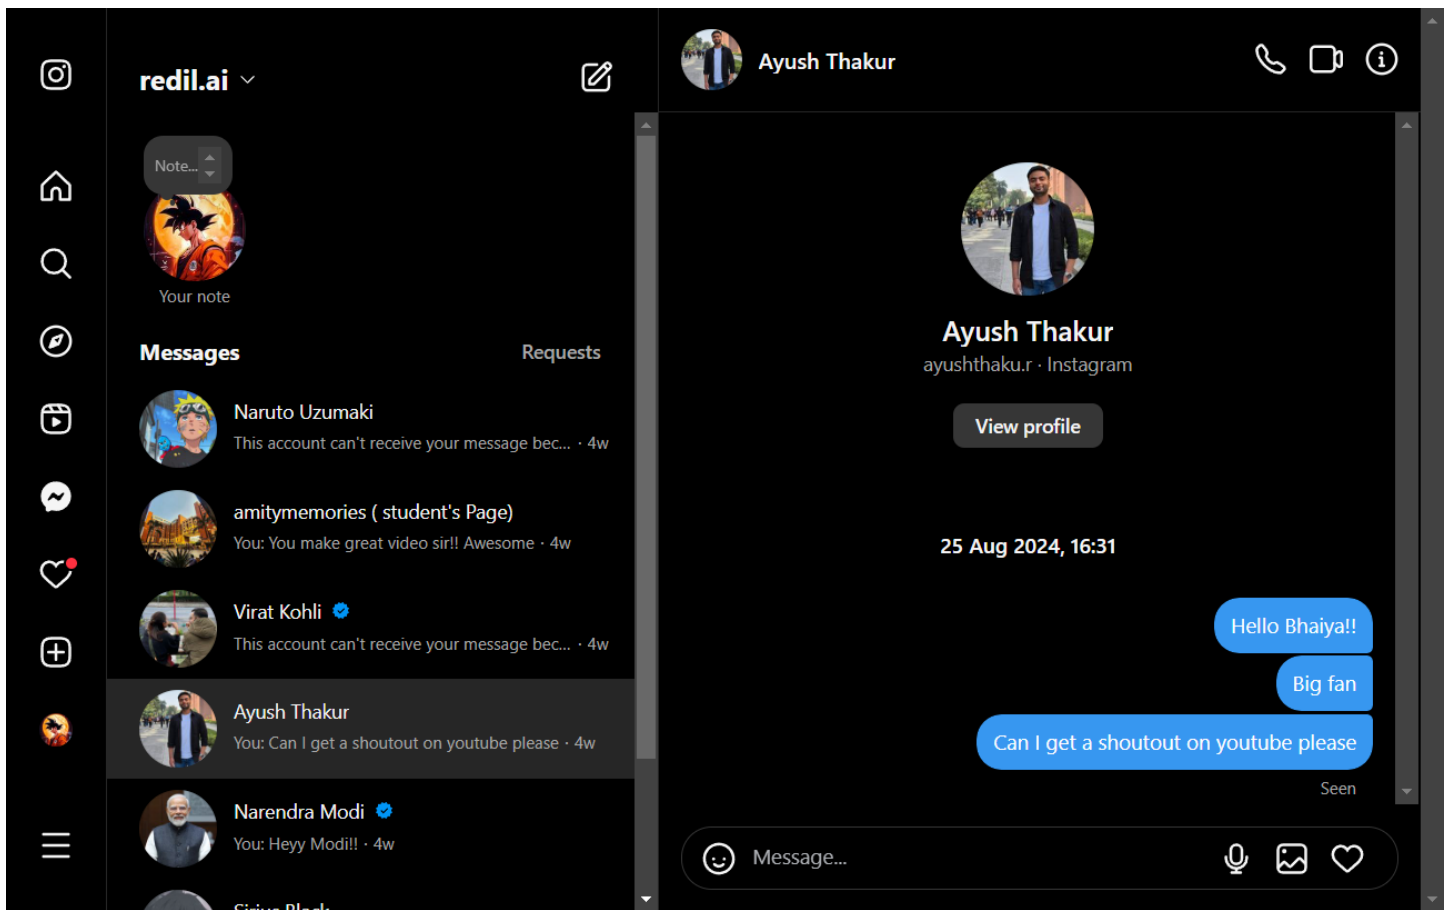 redil.ai
Note...
Your note
Messages
Requests
Naruto Uzumaki
This account can't receive your message bec... · 4w
amitymemories ( student's Page)
You: You make great video sir!! Awesome · 4w
Virat Kohli
This account can't receive your message bec... · 4w
Ayush Thakur
You: Can I get a shoutout on youtube please · 4w
Narendra Modi
You: Heyy Modi!! · 4w
Sirius Black
Ayush Thakur
Ayush Thakur
ayushthaku.r · Instagram
View profile
25 Aug 2024, 16:31
Hello Bhaiya!!
Big fan
Can I get a shoutout on youtube please
Seen
Message...